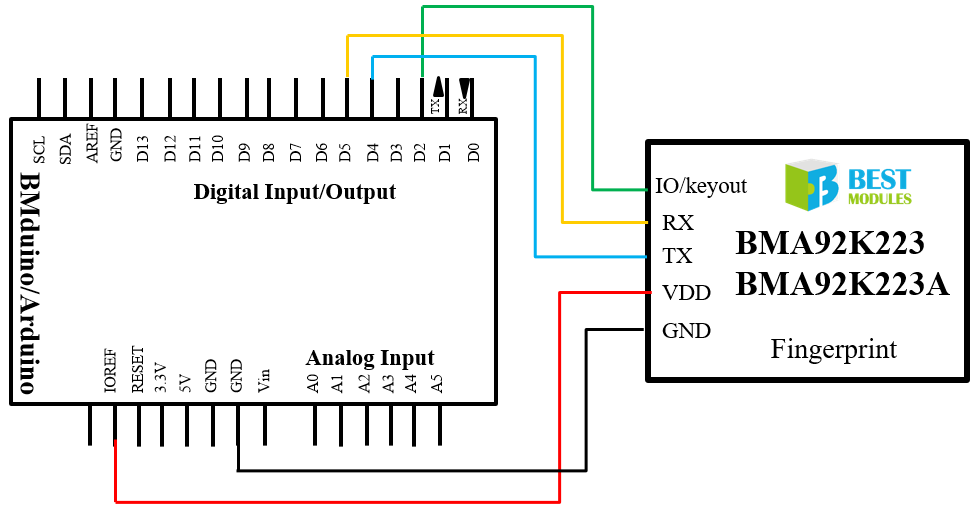 TX
RX
SCL
SDA
AREF
GND
D13
D12
D11
D10
D9
D8
D7
D6
D5
D4
D3
D2
D1
D0
BMduino/Arduino
Digital Input/Output
Analog Input
IOREF
RESET
3.3V
5V
GND
GND
Vin
A0
A1
A2
A3
A4
A5
IO/keyout
RX
TX
VDD
GND
BEST
MODULES
BMA92K223
BMA92K223A
Fingerprint